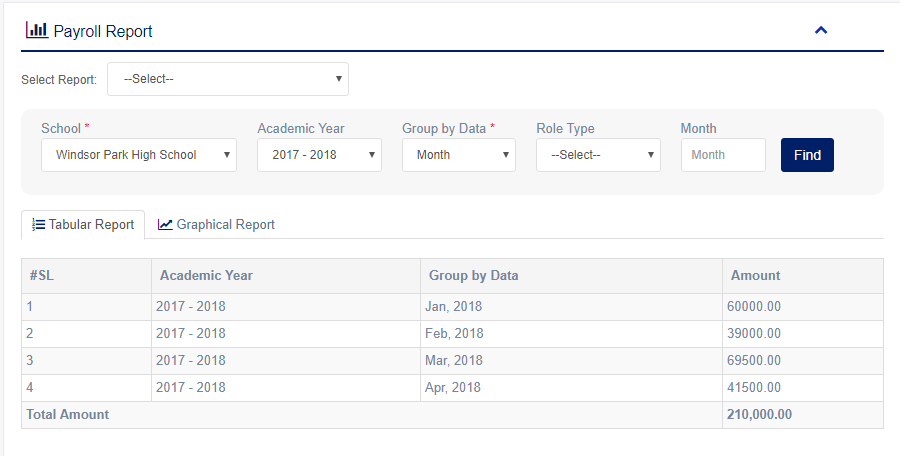 Payroll Report
Select Report: --Select--
School * Academic Year Group by Data * Role Type Month
Windsor Park High School 2017 - 2018 Month --Select-- Month Find
Tabular Report Graphical Report
#SL Academic Year Group by Data Amount
1 2017 - 2018 Jan, 2018 60000.00
2 2017 - 2018 Feb, 2018 39000.00
3 2017 - 2018 Mar, 2018 69500.00
4 2017 - 2018 Apr, 2018 41500.00
Total Amount 210,000.00